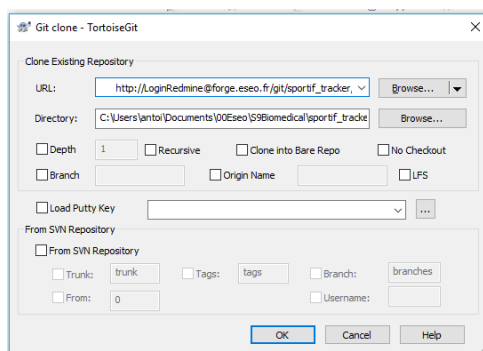 Git clone - TortoiseGit
Clone Existing Repository
URL: http://LoginRedmine@forge.eseo.fr/git/sportif_tracker, Browse...
Directory: C:\Users\antoi\Documents\00Eseo\S9Biomedical\sportif_tracke Browse...
Depth 1 Recursive Clone into Bare Repo No Checkout
Branch Origin Name LFS
Load Putty Key ...
From SVN Repository
From SVN Repository
Trunk: trunk Tags: tags Branch: branches
From: 0 Username:
OK Cancel Help